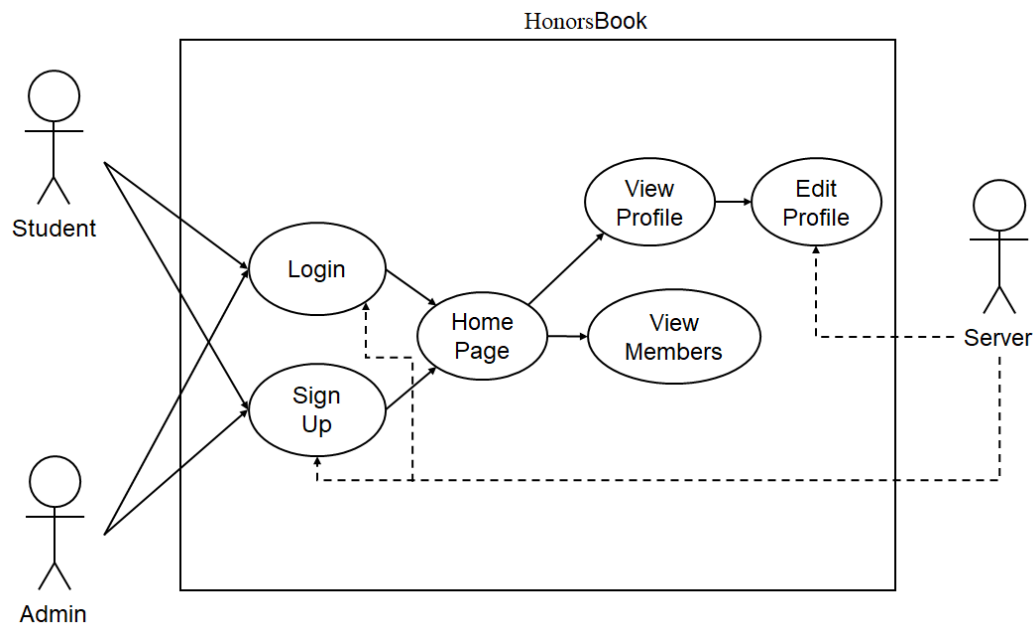 HonorsBook
Student
Login
Sign
Up
Home
Page
View
Profile
Edit
Profile
View
Members
Server
Admin